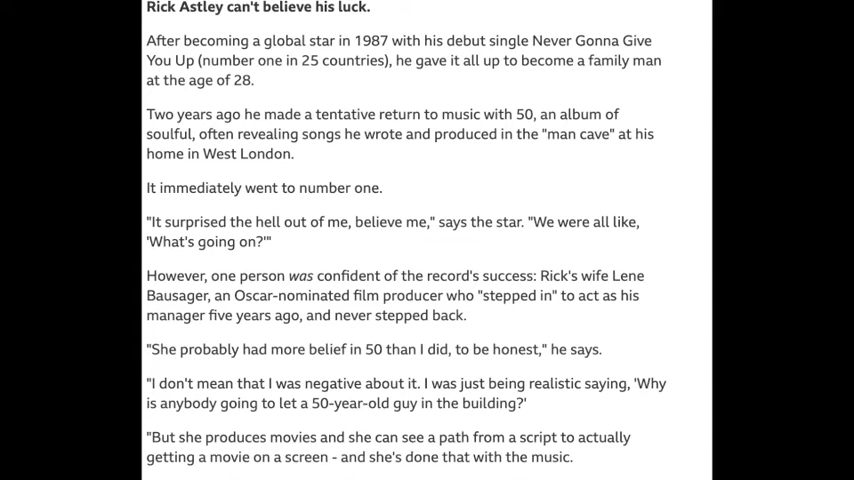 Rick Astley can't believe his luck.
After becoming a global star in 1987 with his debut single Never Gonna Give
You Up (number one in 25 countries), he gave it all up to become a family man
at the age of 28.
Two years ago he made a tentative return to music with 50, an album of
soulful, often revealing songs he wrote and produced in the "man cave" at his
home in West London.
It immediately went to number one.
"It surprised the hell out of me, believe me," says the star. "We were all like,
'What's going on?'"
However, one person was confident of the record's success: Rick's wife Lene
Bausager, an Oscar-nominated film producer who "stepped in" to act as his
manager five years ago, and never stepped back.
"She probably had more belief in 50 than I did, to be honest," he says.
"I don't mean that I was negative about it. I was just being realistic saying, 'Why
is anybody going to let a 50-year-old guy in the building?'
"But she produces movies and she can see a path from a script to actually
getting a movie on a screen - and she's done that with the music.